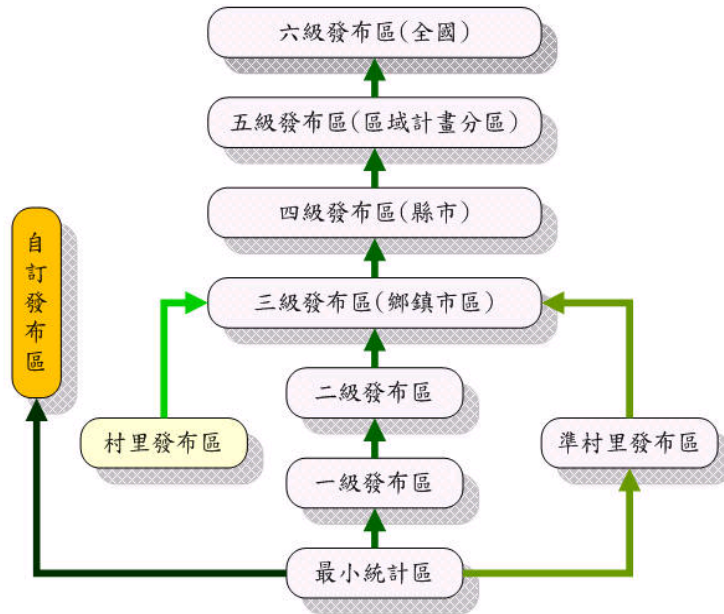 六級發布區(全國)
五級發布區(區域計畫分區)
四級發布區(縣市)
自訂發布區
三級發布區(鄉鎮市區)
二級發布區
村里發布區
準村里發布區
一級發布區
最小統計區